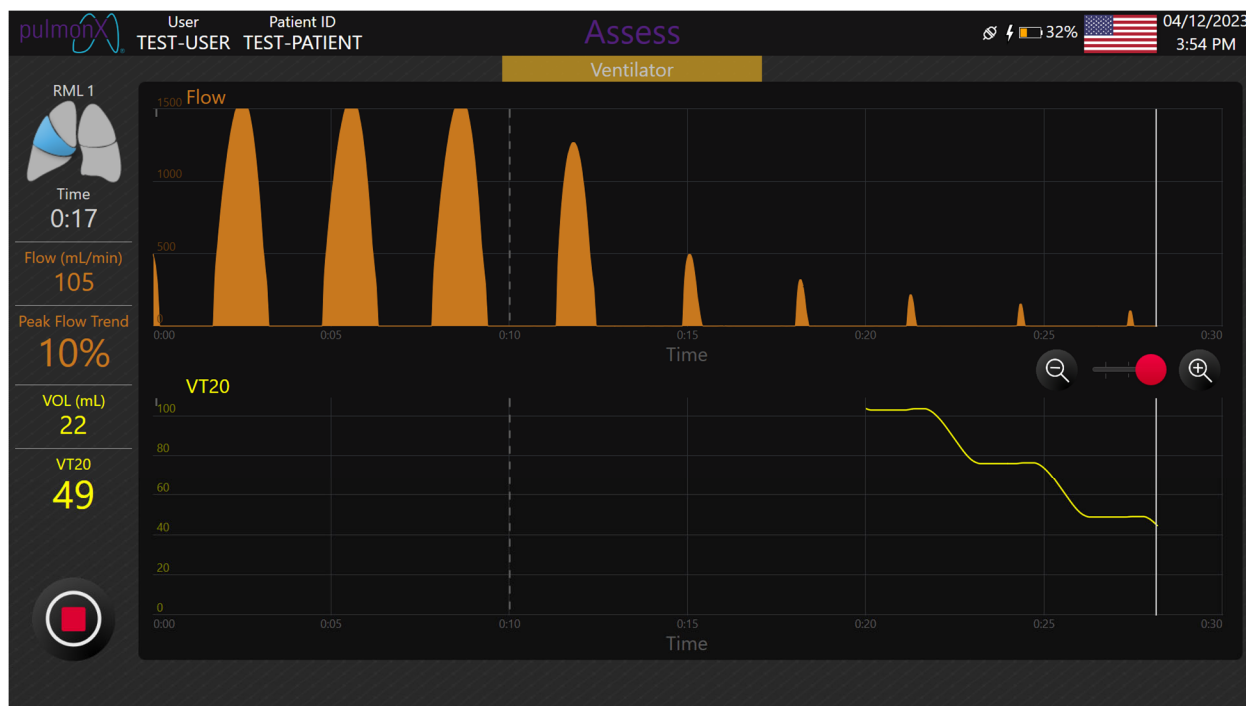 pulmonX
User
TEST-USER
Patient ID
TEST-PATIENT
Assess
32%
04/12/2023
3:54 PM
Ventilator
RML 1
Time
0:17
Flow (mL/min)
105
Peak Flow Trend
10%
VOL (mL)
22
VT20
49
Flow
1500
1000
500
0
0:00 0:05 0:10 0:15 0:20 0:25 0:30
Time
VT20
100
80
60
40
20
0
0:00 0:05 0:10 0:15 0:20 0:25 0:30
Time